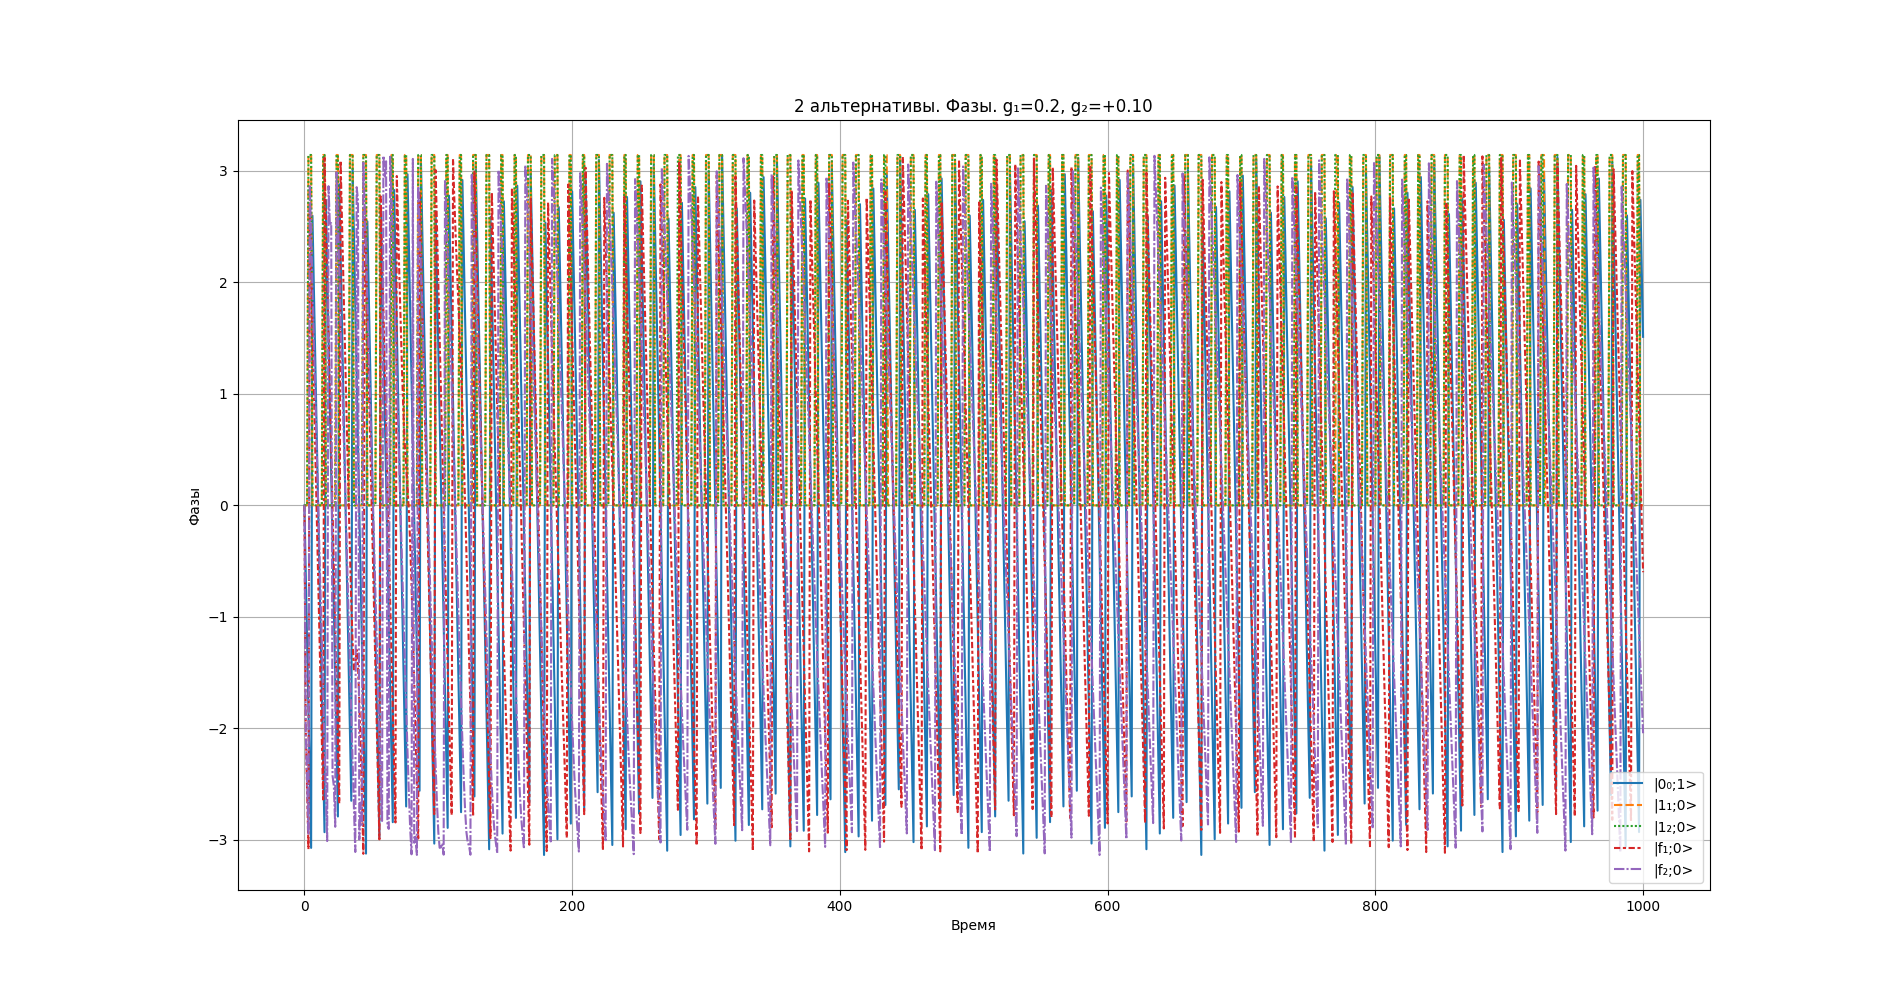 2 альтернативы. Фазы. g₁=0.2, g₂=+0.10
Фазы
3
2
1
0
−1
−2
−3
0 200 400 600 800 1000
Время
|0₀;1>
|1₁;0>
|1₂;0>
|f₁;0>
|f₂;0>